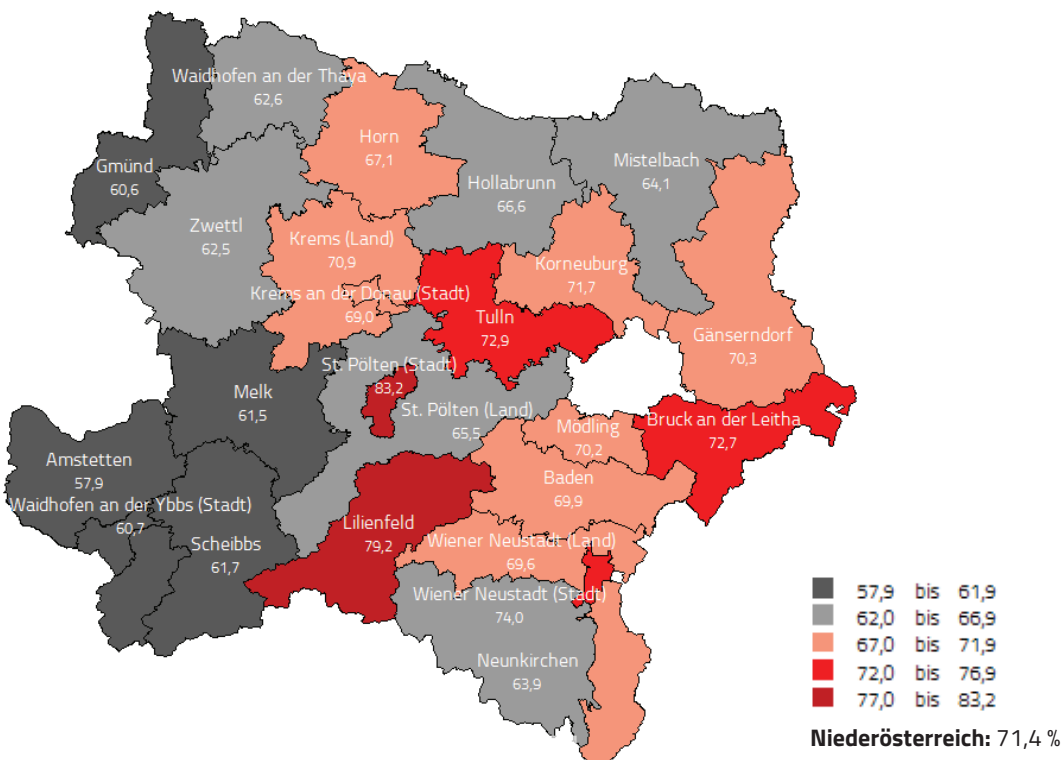 Waidhofen an der Thaya
62,6
Horn
67,1
Gmünd
60,6
Mistelbach
64,1
Hollabrunn
66,6
Zwettl
62,5
Krems (Land)
70,9
Korneuburg
71,7
Krems an der Donau (Stadt)
69,0
Tulln
72,9
Gänserndorf
70,3
St. Pölten (Stadt)
83,2
Melk
61,5
St. Pölten (Land)
65,5
Mödling
70,2
Bruck an der Leitha
72,7
Amstetten
57,9
Baden
69,9
Waidhofen an der Ybbs (Stadt)
60,7
Lilienfeld
79,2
Scheibbs
61,7
Wiener Neustadt (Land)
69,6
Wiener Neustadt (Stadt)
74,0
Neunkirchen
63,9
57,9 bis 61,9
62,0 bis 66,9
67,0 bis 71,9
72,0 bis 76,9
77,0 bis 83,2
Niederösterreich: 71,4 %